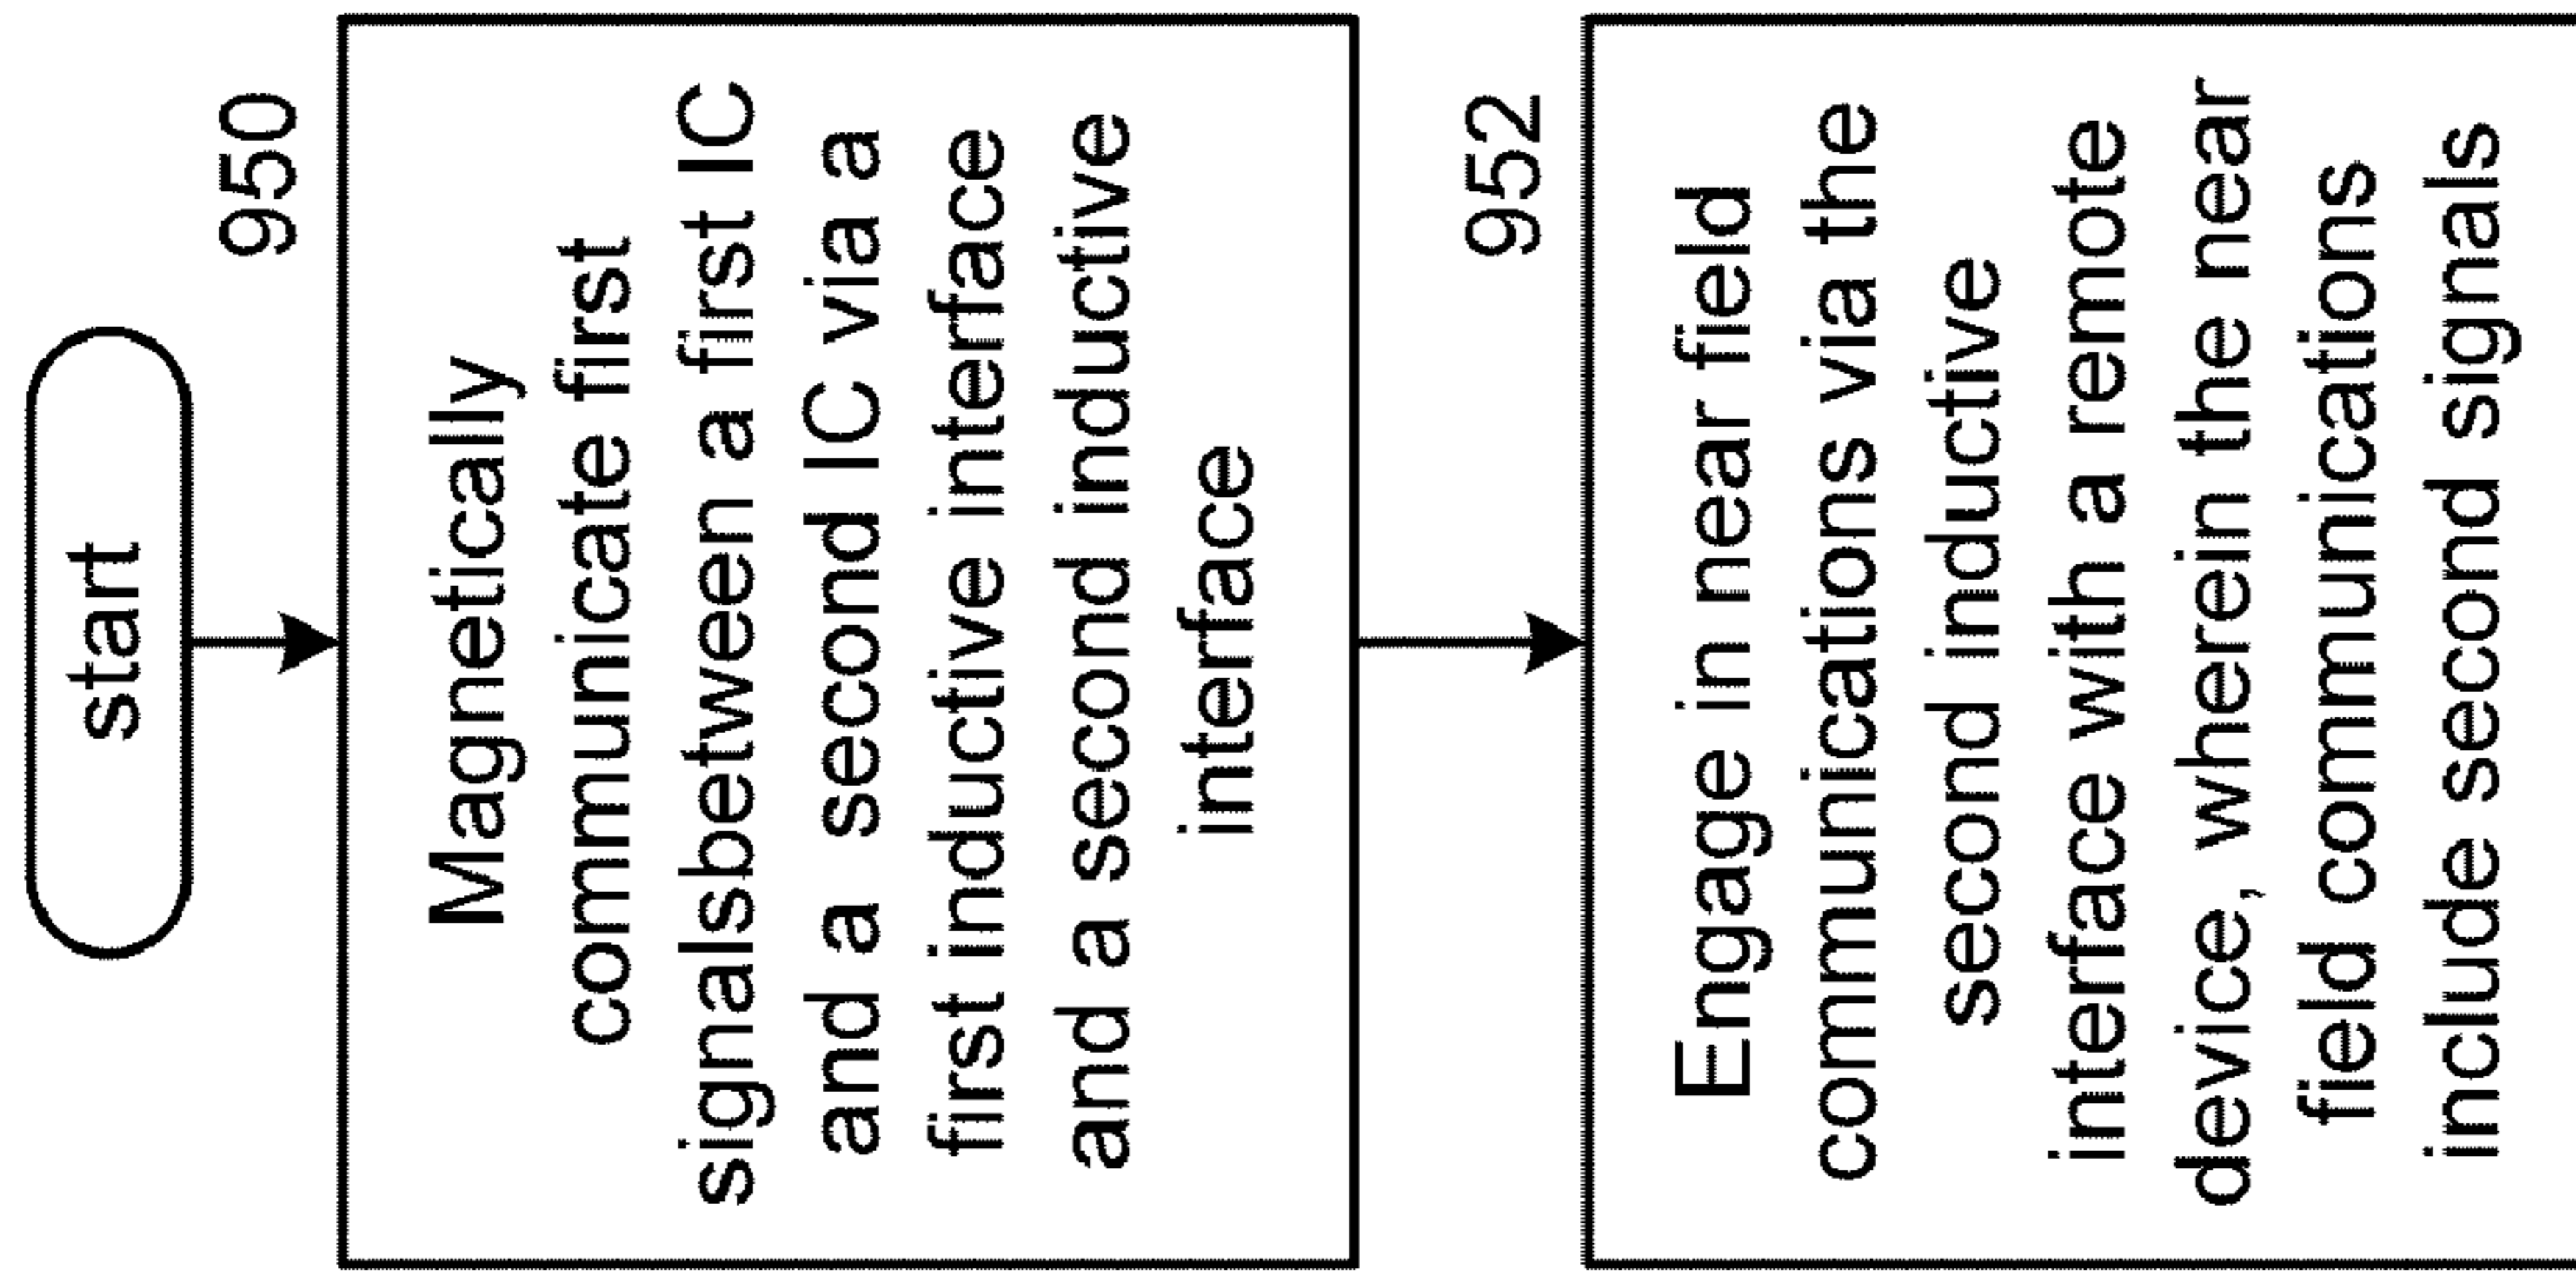 start
950
Magnetically
communicate first
signalsbetween a first IC
and a second IC via a
first inductive interface
and a second inductive
interface
952
Engage in near field
communications via the
second inductive
interface with a remote
device, wherein the near
field communications
include second signals